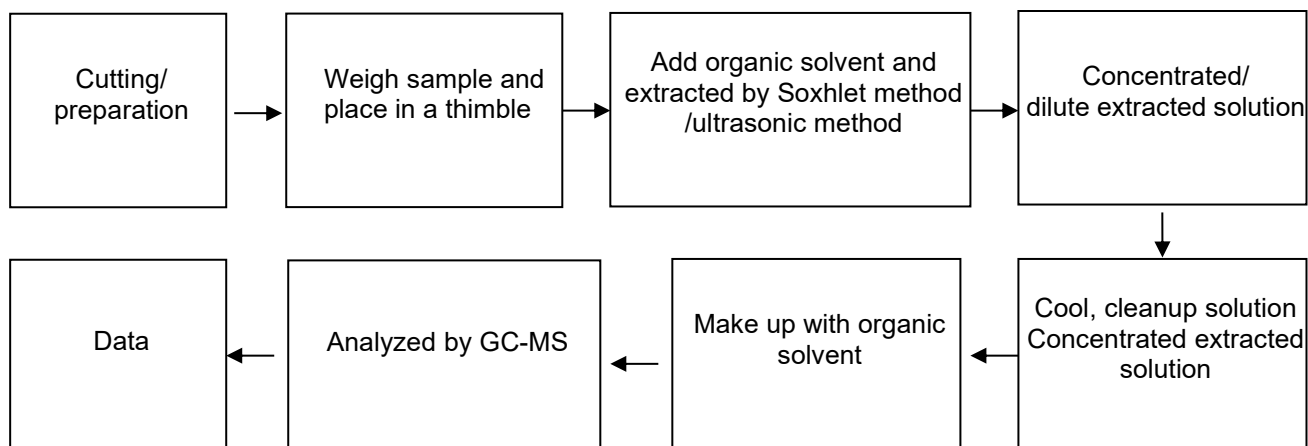 Cutting/
preparation
Weigh sample and
place in a thimble
Add organic solvent and
extracted by Soxhlet method
/ultrasonic method
Concentrated/
dilute extracted solution
Cool, cleanup solution
Concentrated extracted
solution
Make up with organic
solvent
Analyzed by GC-MS
Data